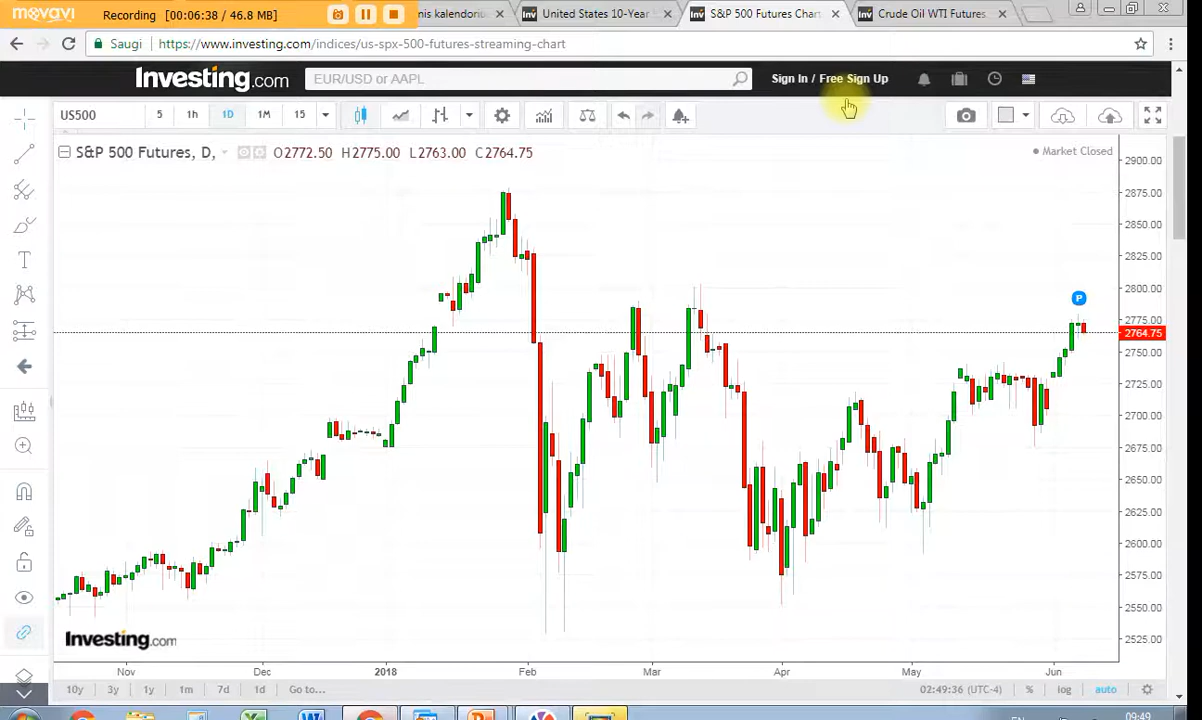 movavi Recording [00:06:38 / 46.8 MB]
nis kalendorius
United States 10-Year
S&P 500 Futures Chart
Crude Oil WTI Futures
Saugi https://www.investing.com/indices/us-spx-500-futures-streaming-chart
Investing.com EUR/USD or AAPL Sign In / Free Sign Up
US500 5 1h 1D 1M 15
S&P 500 Futures, D, O2772.50 H2775.00 L2763.00 C2764.75 Market Closed
2900.00
2875.00
2850.00
2825.00
2800.00
P
2775.00
2764.75
2750.00
2725.00
2700.00
2675.00
2650.00
2625.00
2600.00
2575.00
2550.00
2525.00
Investing.com
Nov Dec 2018 Feb Mar Apr May Jun
10y 3y 1y 1m 7d 1d Go to... 02:49:36 (UTC-4) % log auto
EN 09:49